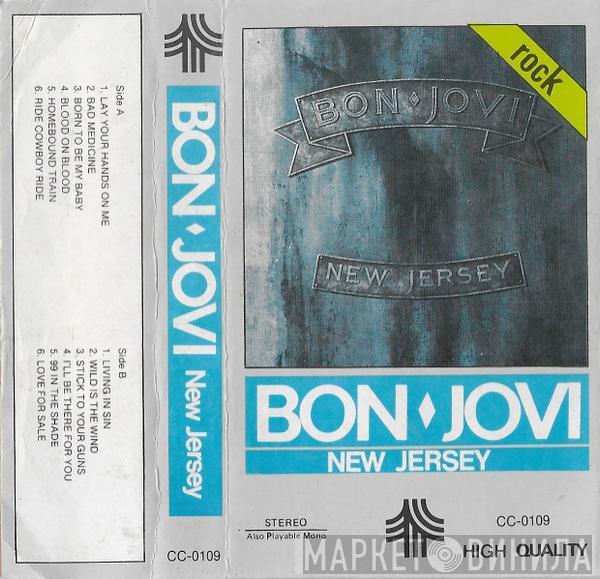 Side A
1. LAY YOUR HANDS ON ME
2. BAD MEDICINE
3. BORN TO BE MY BABY
4. BLOOD ON BLOOD
5. HOMEBOUND TRAIN
6. RIDE COWBOY RIDE
Side B
1. LIVING IN SIN
2. WILD IS THE WIND
3. STICK TO YOUR GUNS
4. I'LL BE THERE FOR YOU
5. 99 IN THE SHADE
6. LOVE FOR SALE
BON♦JOVI New Jersey
CC-0109
rock
BON♦JOVI
NEW JERSEY
BON♦JOVI
NEW JERSEY
STEREO
Also Playable Mono
CC-0109
HIGH QUALITY
МАРКЕТ ВИНИЛА